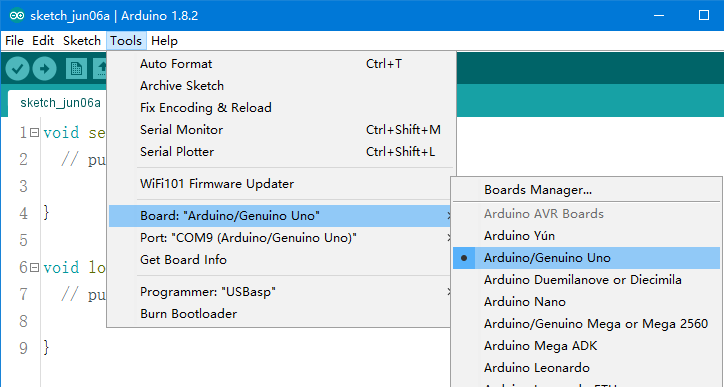 sketch_jun06a | Arduino 1.8.2
File Edit Sketch Tools Help
sketch_jun06a
1 void se
2 // pu
3
4 }
5
6 void lo
7 // pu
8
9 }
Auto Format Ctrl+T
Archive Sketch
Fix Encoding & Reload
Serial Monitor Ctrl+Shift+M
Serial Plotter Ctrl+Shift+L
WiFi101 Firmware Updater
Board: "Arduino/Genuino Uno"
Port: "COM9 (Arduino/Genuino Uno)"
Get Board Info
Programmer: "USBasp"
Burn Bootloader
Boards Manager...
Arduino AVR Boards
Arduino Yún
Arduino/Genuino Uno
Arduino Duemilanove or Diecimila
Arduino Nano
Arduino/Genuino Mega or Mega 2560
Arduino Mega ADK
Arduino Leonardo